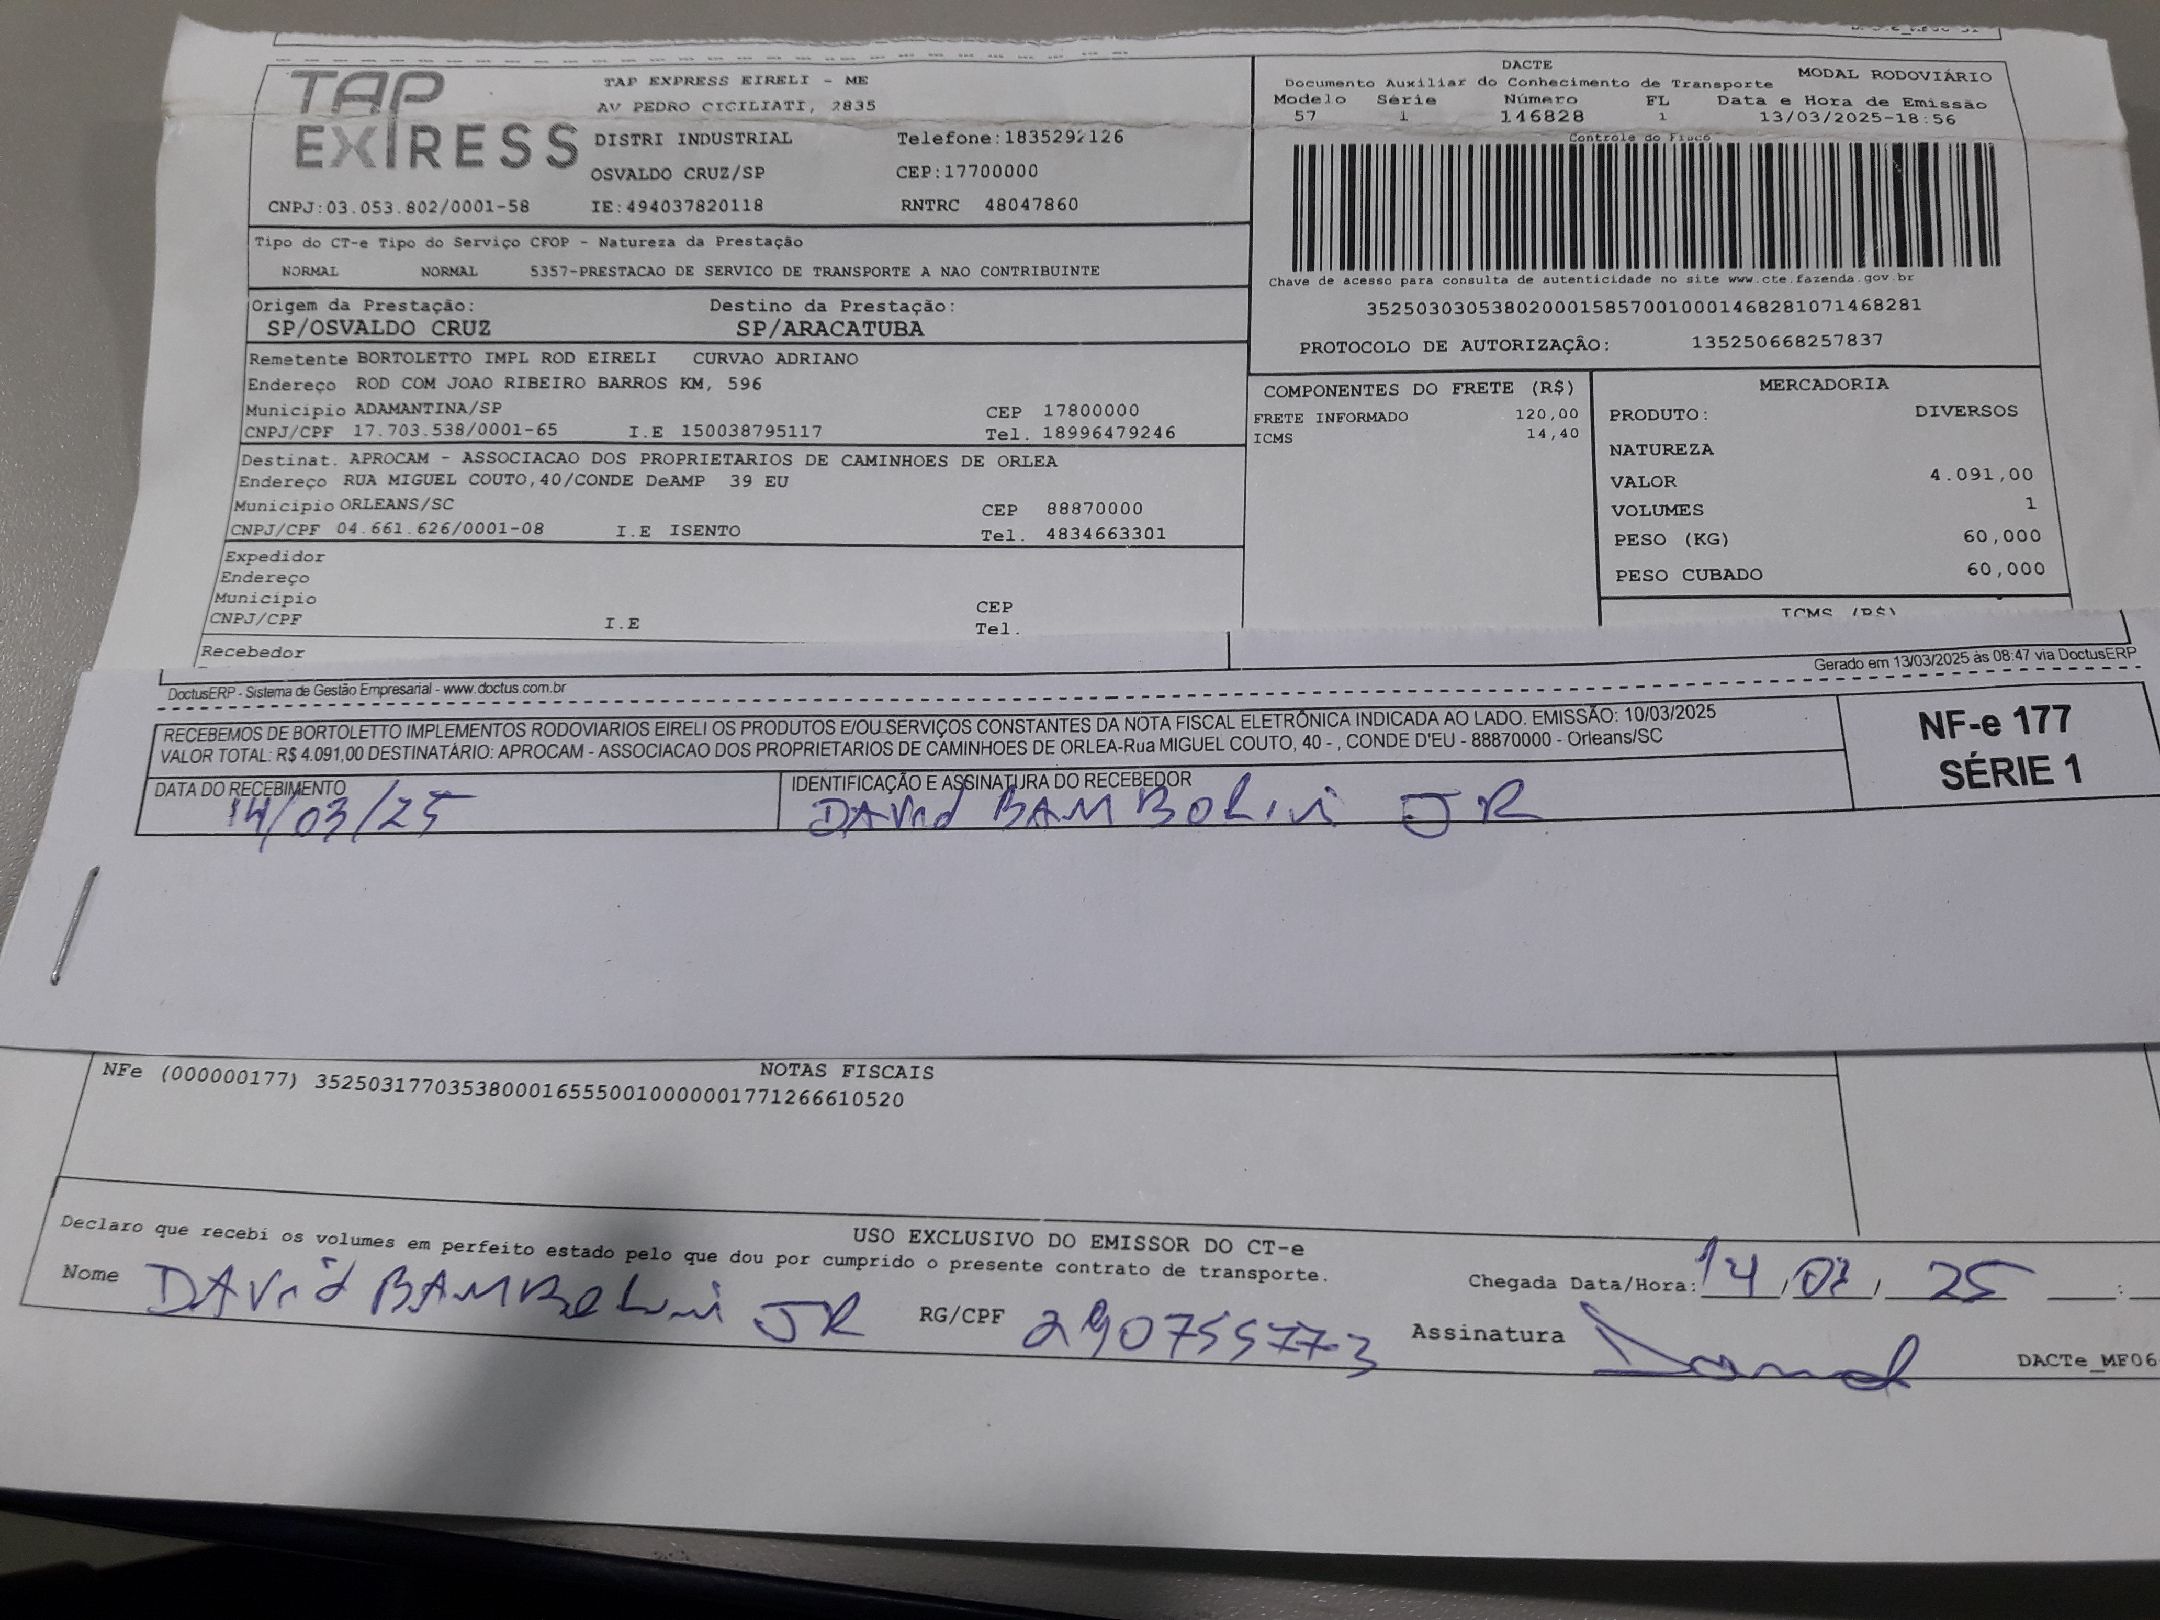 TAP EXPRESS
TAP EXPRESS EIRELI - ME
AV PEDRO CICILIATI, 2835
DISTRI INDUSTRIAL Telefone:1835292126
OSVALDO CRUZ/SP CEP:17700000
CNPJ:03.053.802/0001-58 IE:494037820118 RNTRC 48047860
DACTE
Documento Auxiliar do Conhecimento de Transporte MODAL RODOVIÁRIO
Modelo Série Número FL Data e Hora de Emissão
57 1 146828 1 13/03/2025-18:56
Controle do Fisco
Chave de acesso para consulta de autenticidade no site www.cte.fazenda.gov.br
35250303053802000158570010001468281071468281
PROTOCOLO DE AUTORIZAÇÃO: 135250668257837
Tipo do CT-e Tipo do Serviço CFOP - Natureza da Prestação
NORMAL NORMAL 5357-PRESTACAO DE SERVICO DE TRANSPORTE A NAO CONTRIBUINTE
Origem da Prestação: Destino da Prestação:
SP/OSVALDO CRUZ SP/ARACATUBA
Remetente BORTOLETTO IMPL ROD EIRELI CURVAO ADRIANO
Endereço ROD COM JOAO RIBEIRO BARROS KM, 596
Municipio ADAMANTINA/SP CEP 17800000
CNPJ/CPF 17.703.538/0001-65 I.E 150038795117 Tel. 18996479246
Destinat. APROCAM - ASSOCIACAO DOS PROPRIETARIOS DE CAMINHOES DE ORLEA
Endereço RUA MIGUEL COUTO,40/CONDE DeAMP 39 EU
Municipio ORLEANS/SC CEP 88870000
CNPJ/CPF 04.661.626/0001-08 I.E ISENTO Tel. 4834663301
Expedidor
Endereço
Município CEP
CNPJ/CPF I.E Tel.
Recebedor
COMPONENTES DO FRETE (R$)
FRETE INFORMADO 120,00
ICMS 14,40
MERCADORIA
PRODUTO: DIVERSOS
NATUREZA
VALOR 4.091,00
VOLUMES 1
PESO (KG) 60,000
PESO CUBADO 60,000
ICMS (R$)
DoctusERP - Sistema de Gestão Empresarial - www.doctus.com.br Gerado em 13/03/2025 às 08:47 via DoctusERP
RECEBEMOS DE BORTOLETTO IMPLEMENTOS RODOVIARIOS EIRELI OS PRODUTOS E/OU SERVIÇOS CONSTANTES DA NOTA FISCAL ELETRÔNICA INDICADA AO LADO. EMISSÃO: 10/03/2025
VALOR TOTAL: R$ 4.091,00 DESTINATÁRIO: APROCAM - ASSOCIACAO DOS PROPRIETARIOS DE CAMINHOES DE ORLEA-Rua MIGUEL COUTO, 40 - , CONDE D'EU - 88870000 - Orleans/SC
NF-e 177
SÉRIE 1
DATA DO RECEBIMENTO IDENTIFICAÇÃO E ASSINATURA DO RECEBEDOR
14/03/25 DAVid BAMBOLiNi JR
NOTAS FISCAIS
NFe (000000177) 35250317703538000165550010000001771266610520
USO EXCLUSIVO DO EMISSOR DO CT-e
Declaro que recebi os volumes em perfeito estado pelo que dou por cumprido o presente contrato de transporte.
Nome DAVid BAMBOLiNi JR RG/CPF 290755773 Assinatura
Chegada Data/Hora: 14/03/25 :
DACTe_MF06